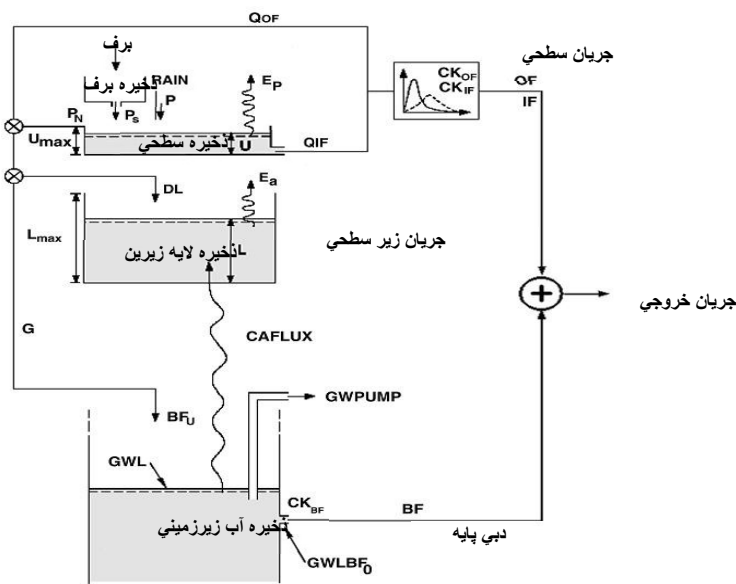 QOF
برف
ذخيره برف
RAIN
P
PN
Ps
EP
Umax
ذخيره سطحي
U
QIF
CKOF
CKIF
جريان سطحي
OF
IF
DL
Ea
Lmax
ذخيره لايه زيرين
L
جريان زير سطحي
جريان خروجي
G
CAFLUX
BFU
GWPUMP
GWL
CKBF
BF
ذخيره آب زيرزميني
دبي پايه
GWLBF0